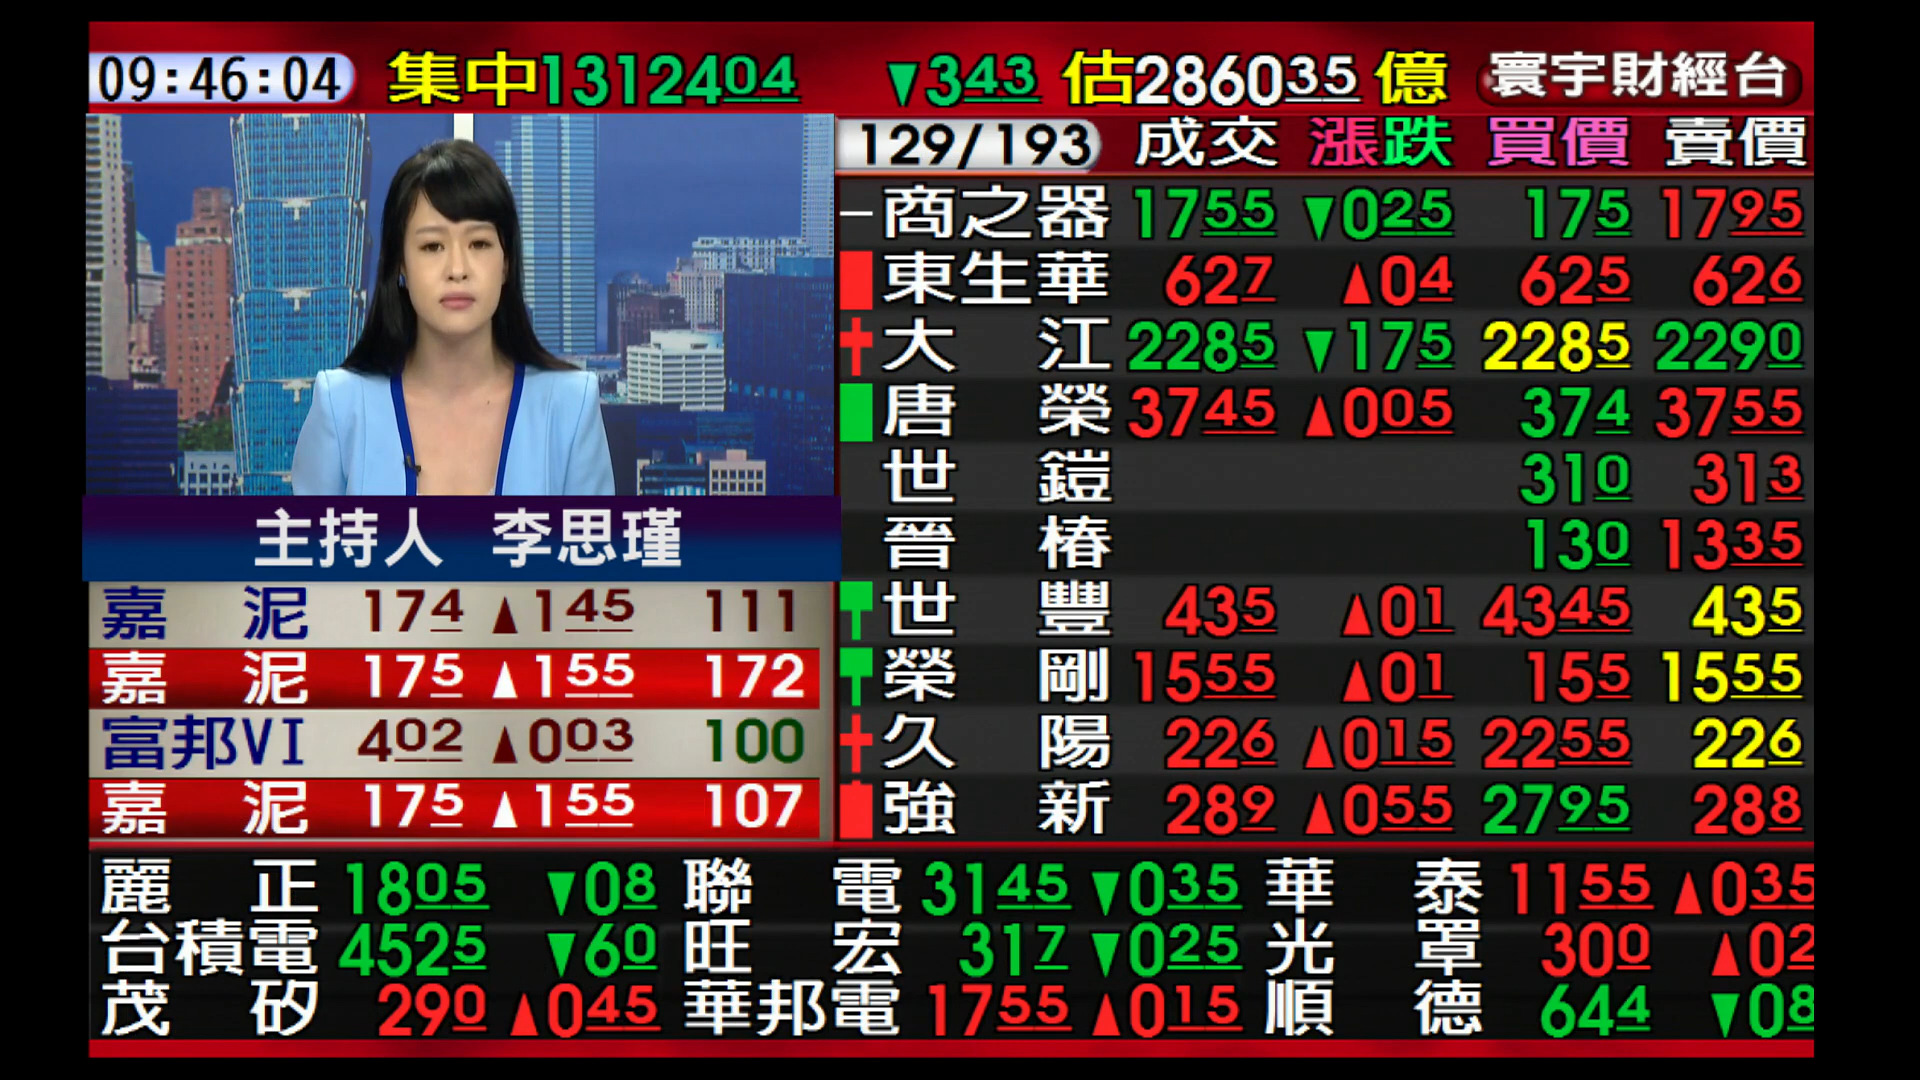 09:46:04 集中1312404 ▼343 估286035億 寰宇財經台
129/193 成交 漲跌 買價 賣價
商之器 1755 ▼025 175 1795
東生華 627 ▲04 625 626
大江 2285 ▼175 2285 2290
唐榮 3745 ▲005 374 3755
世鎧 310 313
晉椿 130 1335
世豐 435 ▲01 4345 435
榮剛 1555 ▲01 155 1555
久陽 226 ▲015 2255 226
強新 289 ▲055 2795 288
主持人 李思瑾
嘉泥 174 ▲145 111
嘉泥 175 ▲155 172
富邦VI 402 ▲003 100
嘉泥 175 ▲155 107
麗正 1805 ▼08 聯電 3145 ▼035 華泰 1155 ▲035
台積電 4525 ▼60 旺宏 317 ▼025 光罩 300 ▲02
茂矽 290 ▲045 華邦電 1755 ▲015 順德 644 ▼08